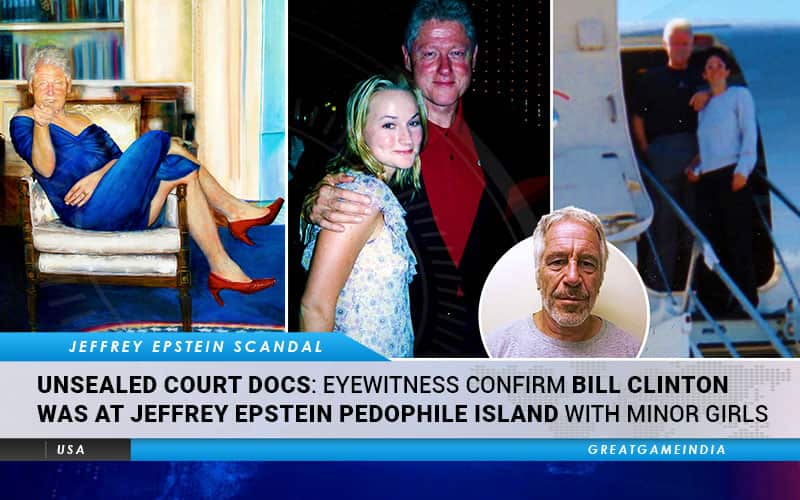 JEFFREY EPSTEIN SCANDAL
UNSEALED COURT DOCS: EYEWITNESS CONFIRM BILL CLINTON
WAS AT JEFFREY EPSTEIN PEDOPHILE ISLAND WITH MINOR GIRLS
USA
GREATGAMEINDIA